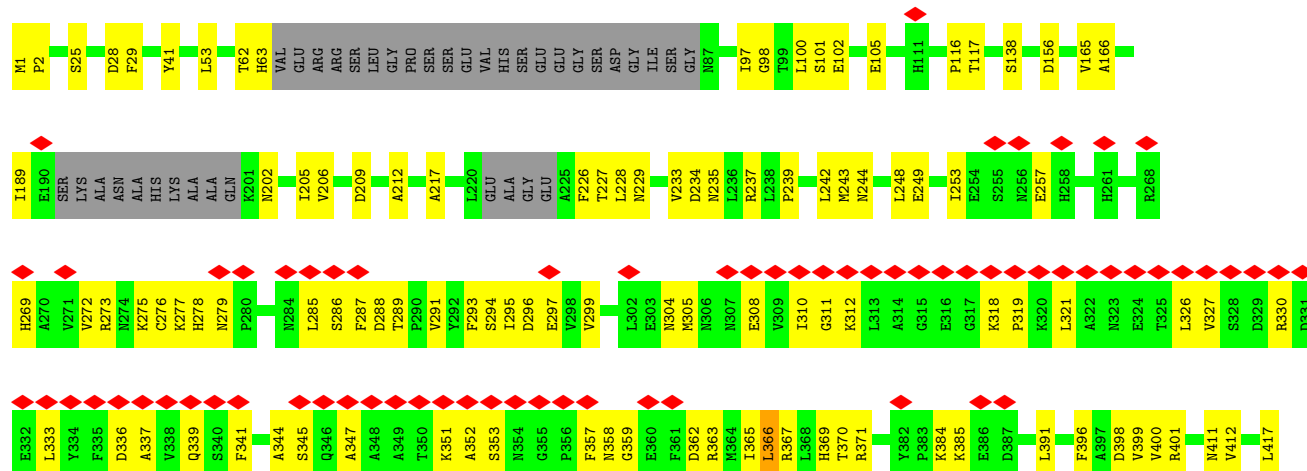 M1 P2 S25 D28 F29 Y41 L53 T62 H63 VAL GLU ARG ARG SER LEU GLY PRO SER SER GLU VAL HIS SER GLU GLU GLY SER ASP GLY ILE SER GLY N87 I97 G98 T99 L100 S101 E102 E105 H111 P116 T117 S138 D156 V165 A166
I189 E190 SER LYS ALA ASN ALA HIS LYS ALA ALA GLN K201 N202 I205 V206 D209 A212 A217 L220 GLU ALA GLY GLU A225 F226 T227 L228 N229 V233 D234 N235 L236 R237 L238 P239 L242 M243 N244 L248 E249 I253 E254 S255 N256 E257 H258 H261 R268
H269 A270 V271 V272 R273 N274 K275 C276 K277 H278 N279 P280 N284 L285 S286 F287 D288 T289 P290 V291 Y292 F293 S294 I295 D296 E297 V298 V299 L302 E303 N304 M305 N306 N307 E308 V309 I310 G311 K312 L313 A314 G315 E316 G317 K318 P319 K320 L321 A322 N323 E324 T325 L326 V327 S328 D329 R330 D331
E332 L333 Y334 F335 D336 A337 V338 Q339 S340 F341 A344 S345 Q346 A347 A348 A349 T350 K351 A352 S353 N354 G355 P356 F357 N358 G359 E360 F361 D362 R363 M364 I365 L366 R367 L368 H369 T370 R371 Y382 P383 K384 K385 E386 D387 L391 F396 A397 D398 V399 V400 R401 N411 V412 L417